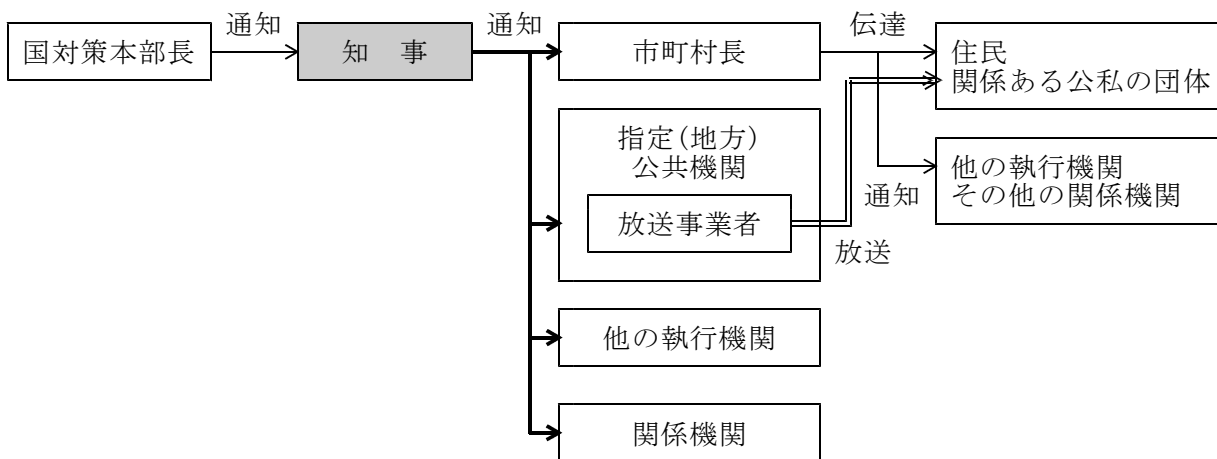 通知
国対策本部長
知　事
通知
市町村長
伝達
住民
関係ある公私の団体
指定(地方)
公共機関
放送事業者
放送
通知
他の執行機関
その他の関係機関
他の執行機関
関係機関